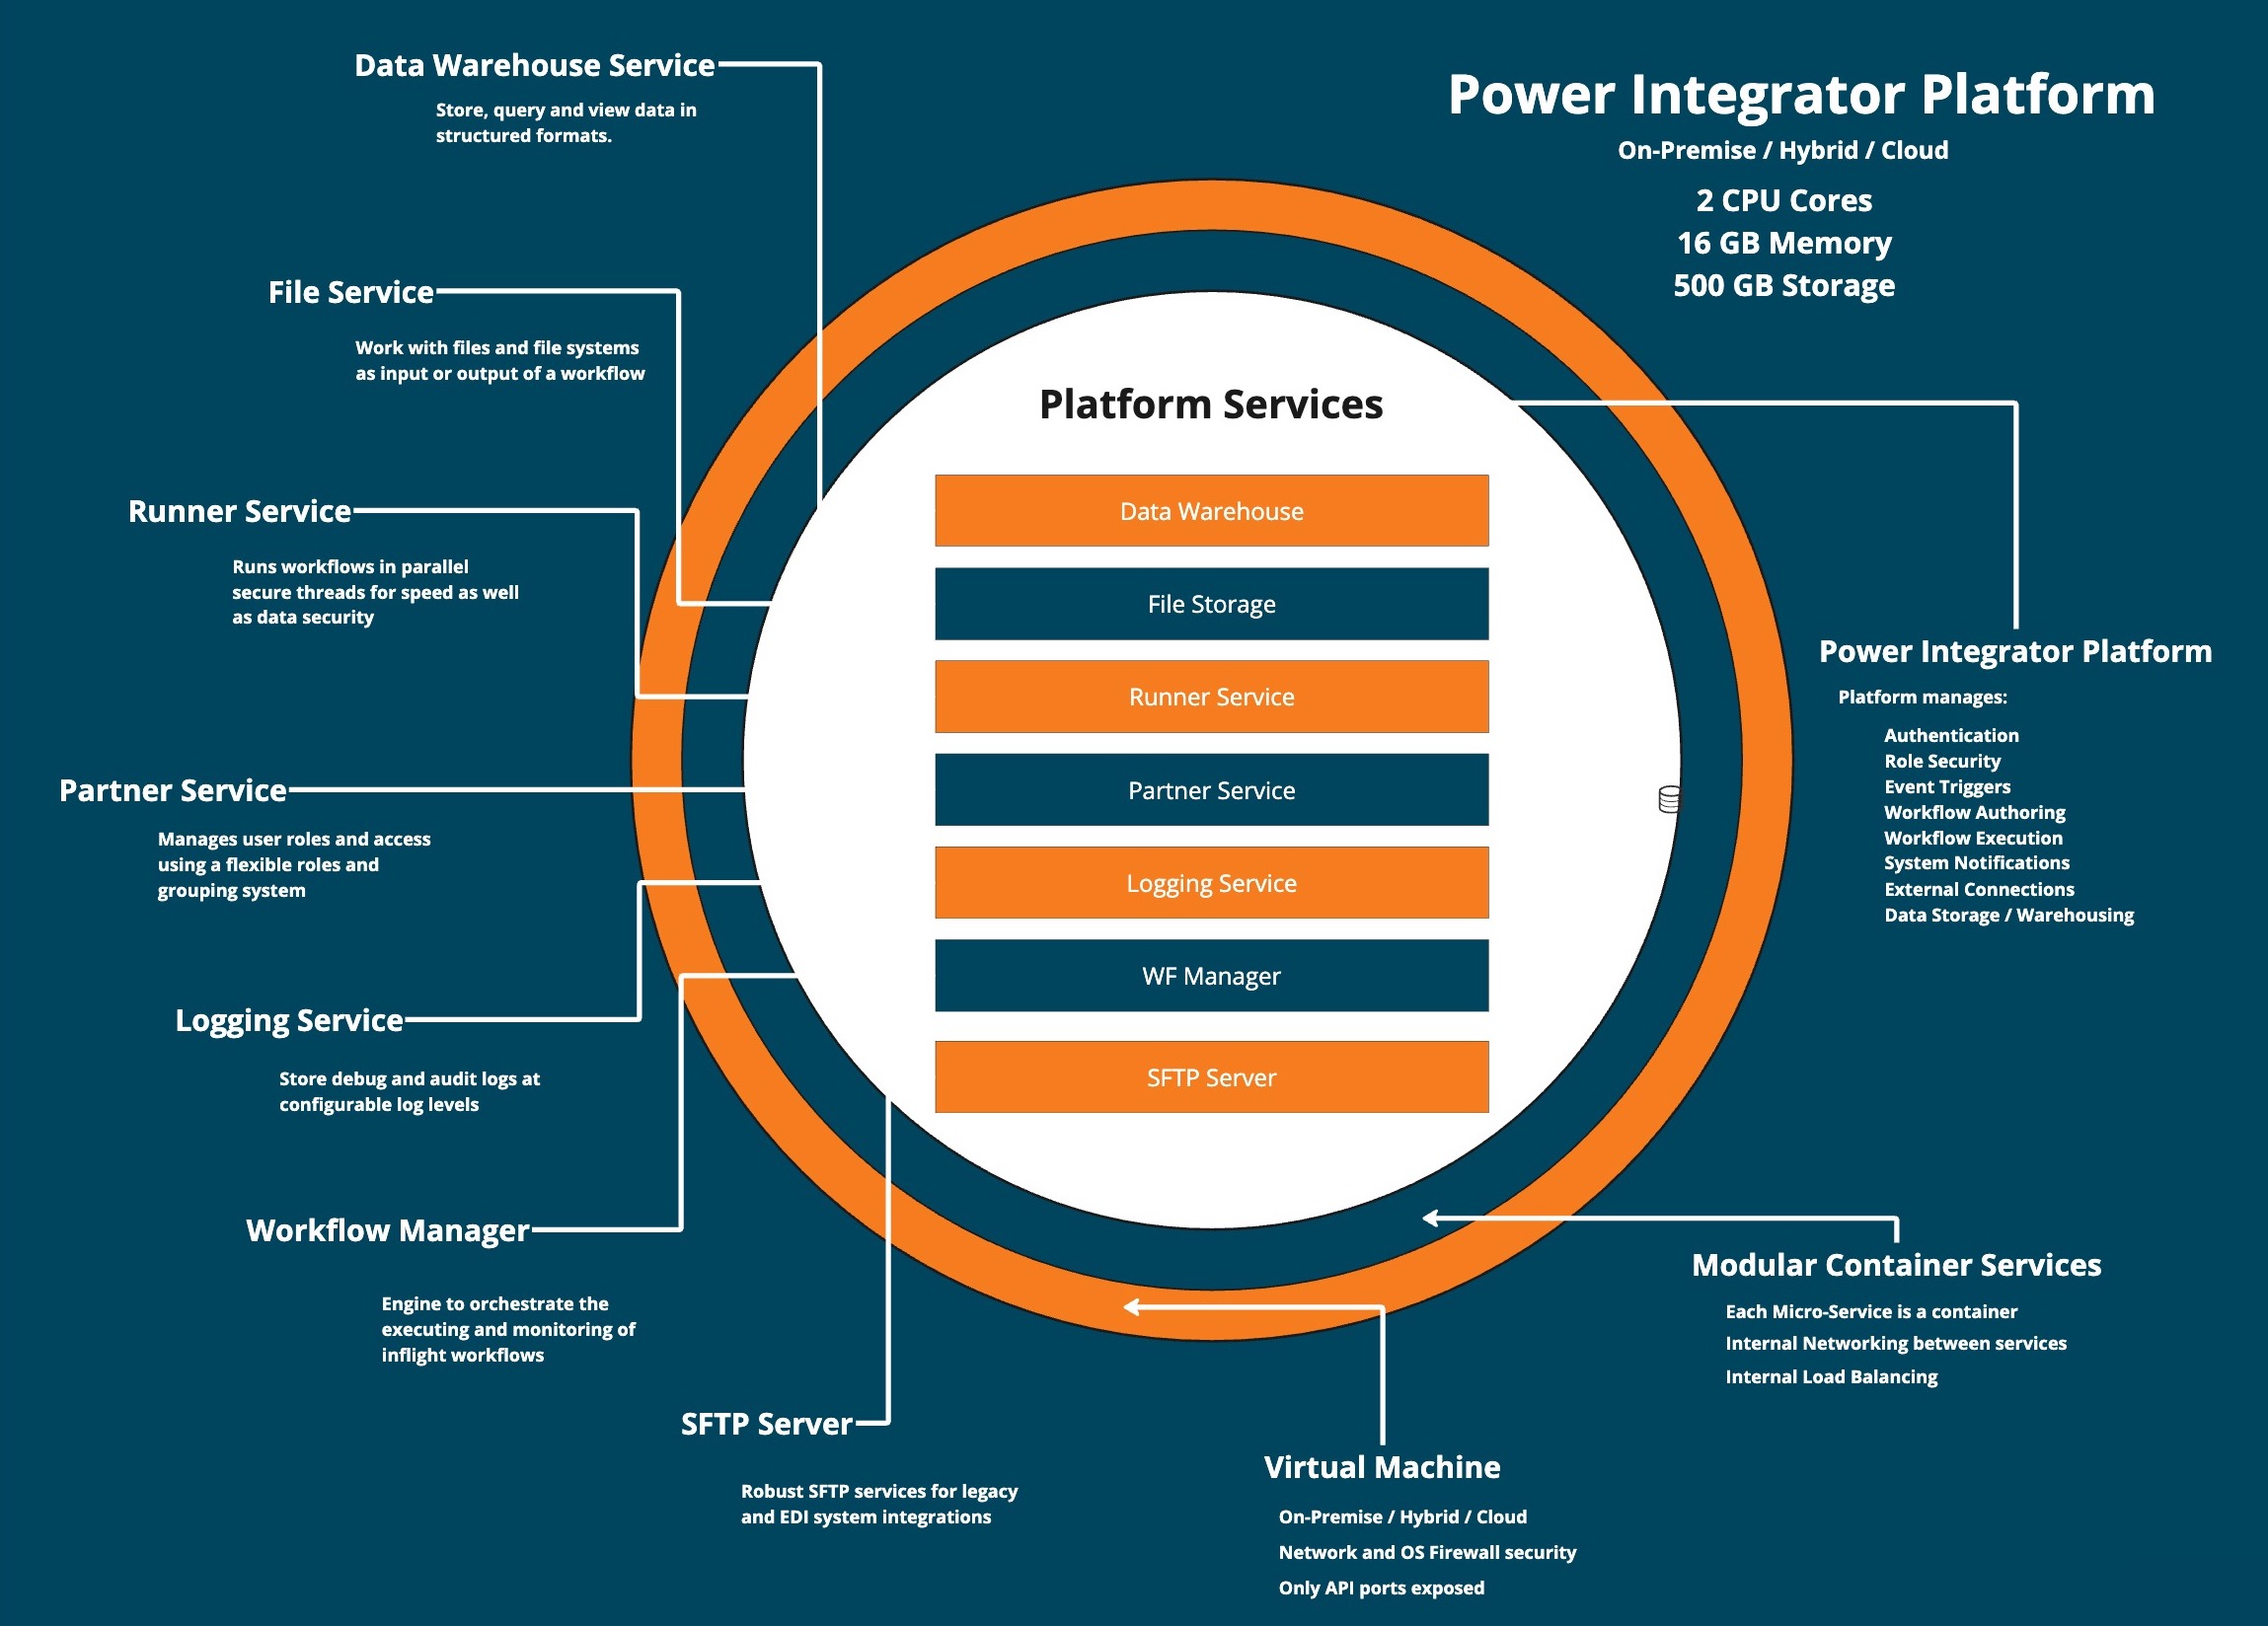 Power Integrator Platform
On-Premise / Hybrid / Cloud
2 CPU Cores
16 GB Memory
500 GB Storage
Data Warehouse Service
Store, query and view data in
structured formats.
File Service
Work with files and file systems
as input or output of a workflow
Runner Service
Runs workflows in parallel
secure threads for speed as well
as data security
Partner Service
Manages user roles and access
using a flexible roles and
grouping system
Logging Service
Store debug and audit logs at
configurable log levels
Workflow Manager
Engine to orchestrate the
executing and monitoring of
inflight workflows
SFTP Server
Robust SFTP services for legacy
and EDI system integrations
Platform Services
Data Warehouse
File Storage
Runner Service
Partner Service
Logging Service
WF Manager
SFTP Server
Power Integrator Platform
Platform manages:
Authentication
Role Security
Event Triggers
Workflow Authoring
Workflow Execution
System Notifications
External Connections
Data Storage / Warehousing
Modular Container Services
Each Micro-Service is a container
Internal Networking between services
Internal Load Balancing
Virtual Machine
On-Premise / Hybrid / Cloud
Network and OS Firewall security
Only API ports exposed